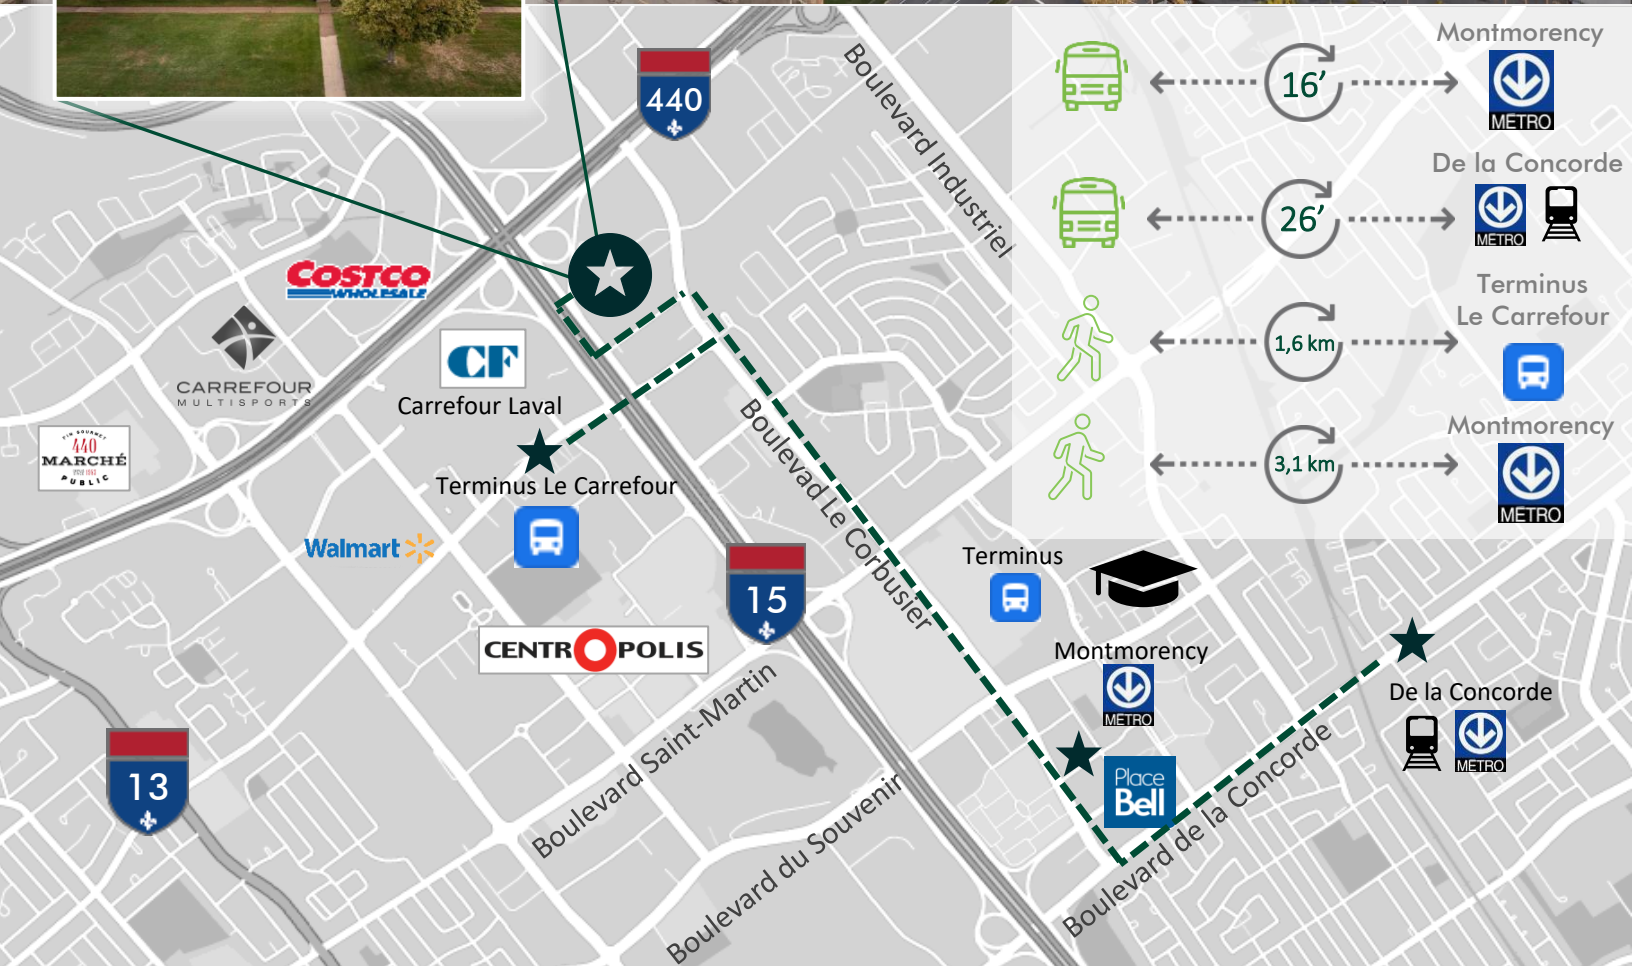 440
Boulevard Industriel
Montmorency
16’
METRO
De la Concorde
26’
METRO
Terminus
Le Carrefour
1,6 km
Montmorency
3,1 km
METRO
COSTCO
WHOLESALE
CARREFOUR
MULTISPORTS
CF
Carrefour Laval
440
MARCHÉ
PUBLIC
Terminus Le Carrefour
Walmart
Boulevad Le Corbusier
15
CENTROPOLIS
Terminus
Montmorency
METRO
De la Concorde
METRO
Place
Bell
13
Boulevard Saint-Martin
Boulevard du Souvenir
Boulevard de la Concorde